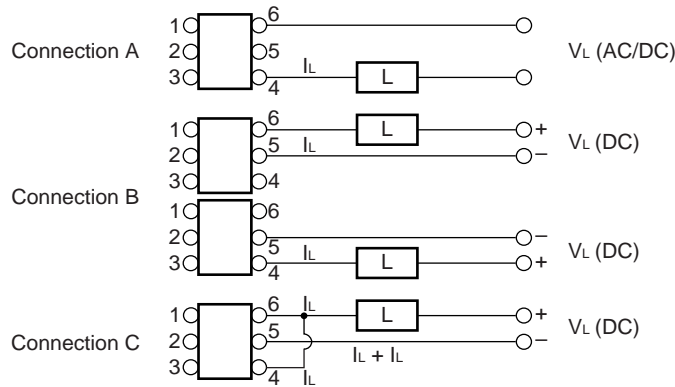 1 6
Connection A 2 5 VL (AC/DC)
3 4 IL L
1 6 L +
2 5 IL – VL (DC)
3 4
Connection B
1 6
2 5 –
3 4 IL L + VL (DC)
1 6 IL L +
Connection C 2 5 IL + IL – VL (DC)
3 4 IL